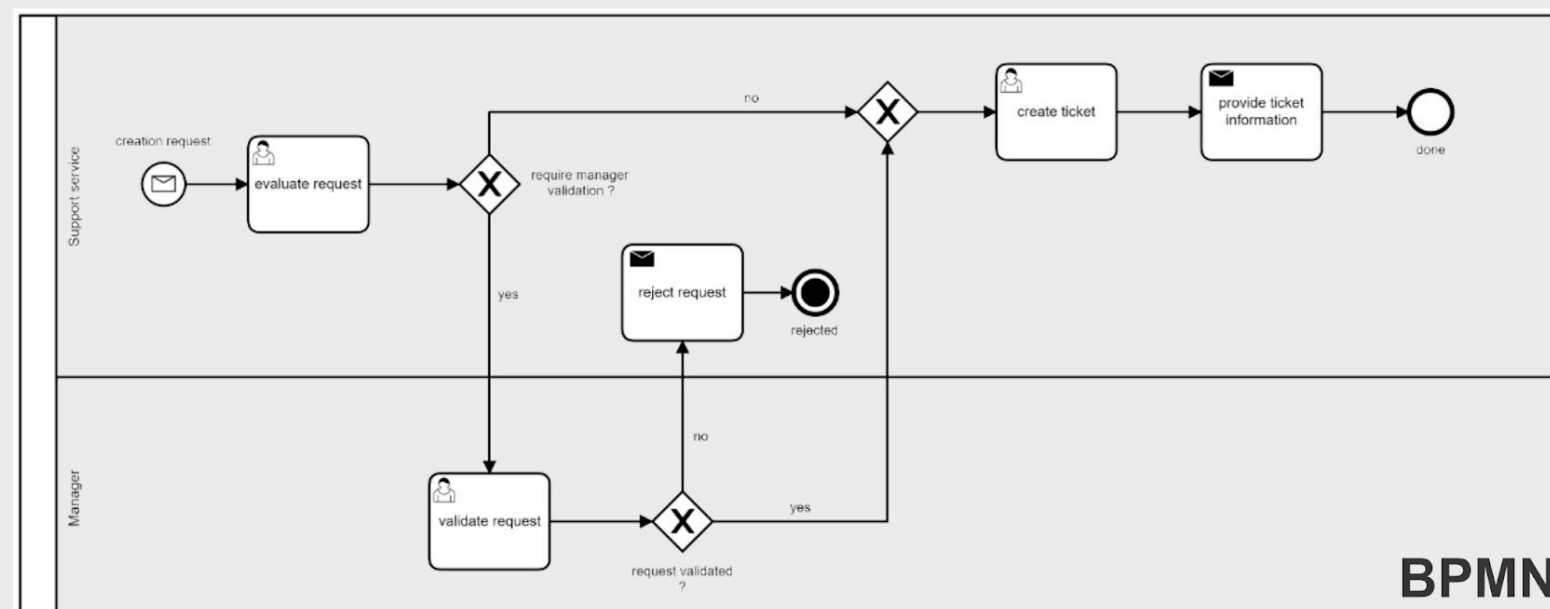 Support service
creation request
evaluate request
require manager
validation ?
no
yes
reject request
rejected
create ticket
provide ticket
information
done
Manager
validate request
request validated
?
no
yes
BPMN